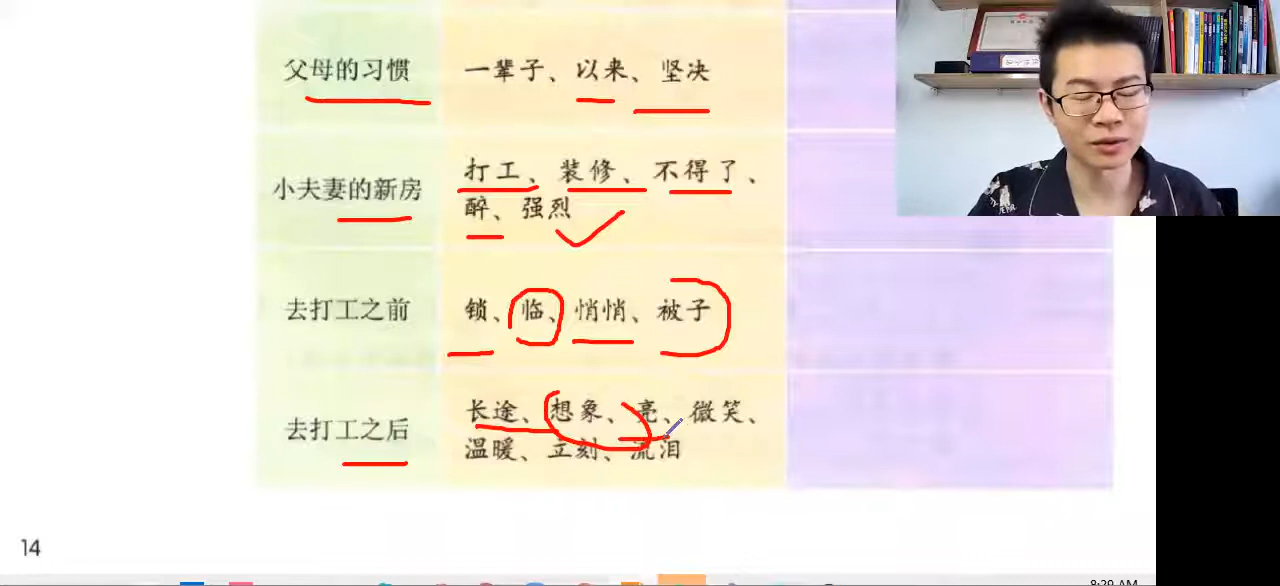 父母的习惯
一辈子、以来、坚决
小夫妻的新房
打工、装修、不得了、
醉、强烈
去打工之前
锁、临、悄悄、被子
去打工之后
长途、想象、亮、微笑、
温暖、立刻、流泪
14
8:29 AM